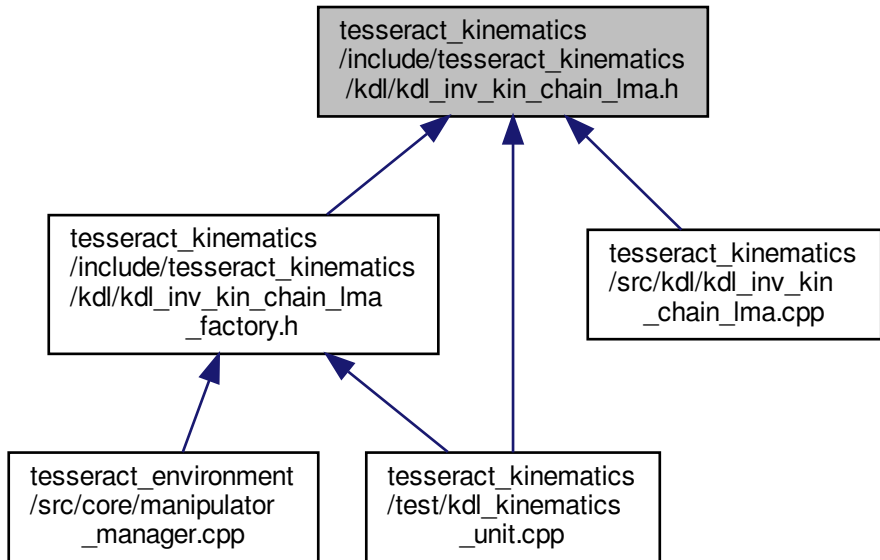 tesseract_kinematics
/include/tesseract_kinematics
/kdl/kdl_inv_kin_chain_lma.h
tesseract_kinematics
/include/tesseract_kinematics
/kdl/kdl_inv_kin_chain_lma
_factory.h
tesseract_kinematics
/src/kdl/kdl_inv_kin
_chain_lma.cpp
tesseract_environment
/src/core/manipulator
_manager.cpp
tesseract_kinematics
/test/kdl_kinematics
_unit.cpp